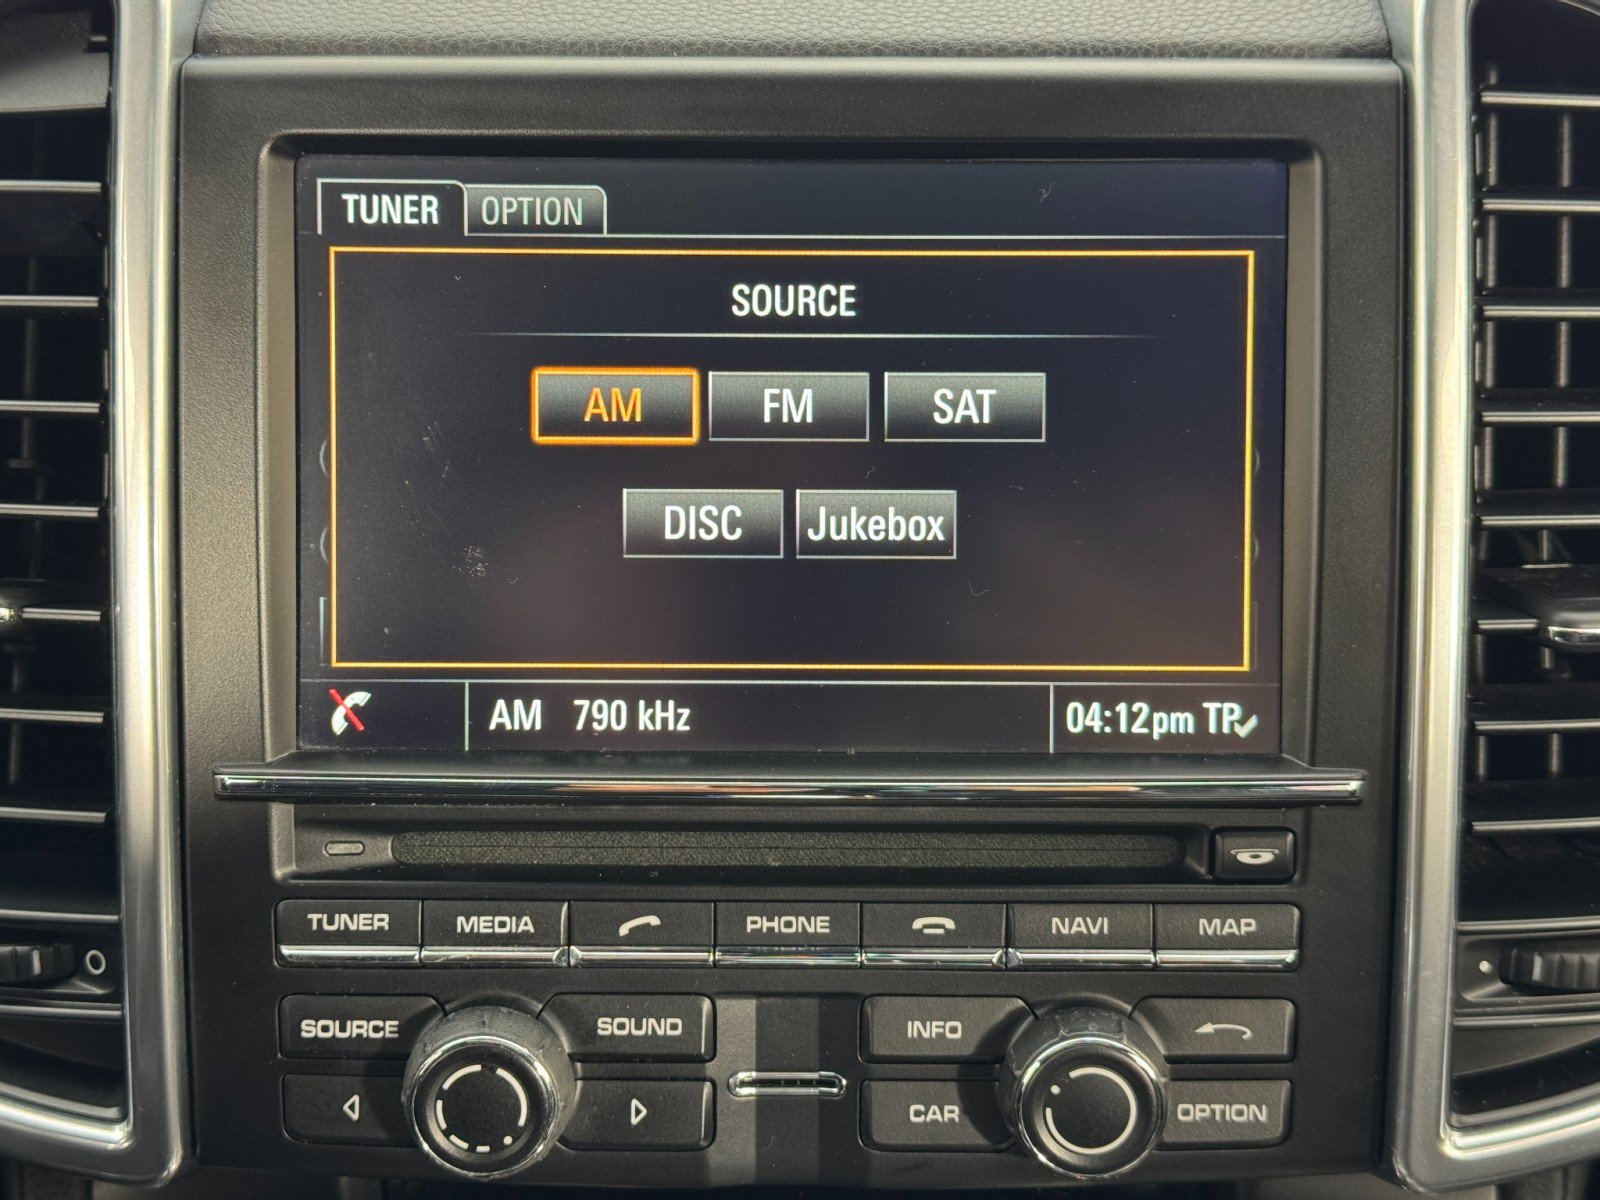 TUNER OPTION
SOURCE
AM FM SAT
DISC Jukebox
AM 790 kHz 04:12pm TP
TUNER MEDIA PHONE NAVI MAP
SOURCE SOUND INFO
CAR OPTION